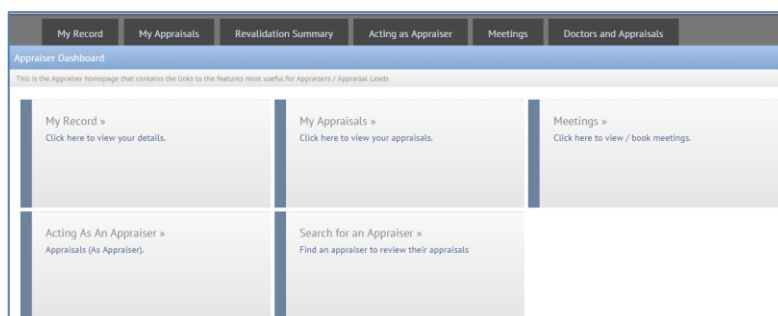 My Record My Appraisals Revalidation Summary Acting as Appraiser Meetings Doctors and Appraisals
Appraiser Dashboard
This is the Appraiser homepage that contains the links to the features most useful for Appraisers / Appraisal Leads
My Record »
Click here to view your details.
My Appraisals »
Click here to view your appraisals.
Meetings »
Click here to view / book meetings.
Acting As An Appraiser »
Appraisals (As Appraiser).
Search for an Appraiser »
Find an appraiser to review their appraisals